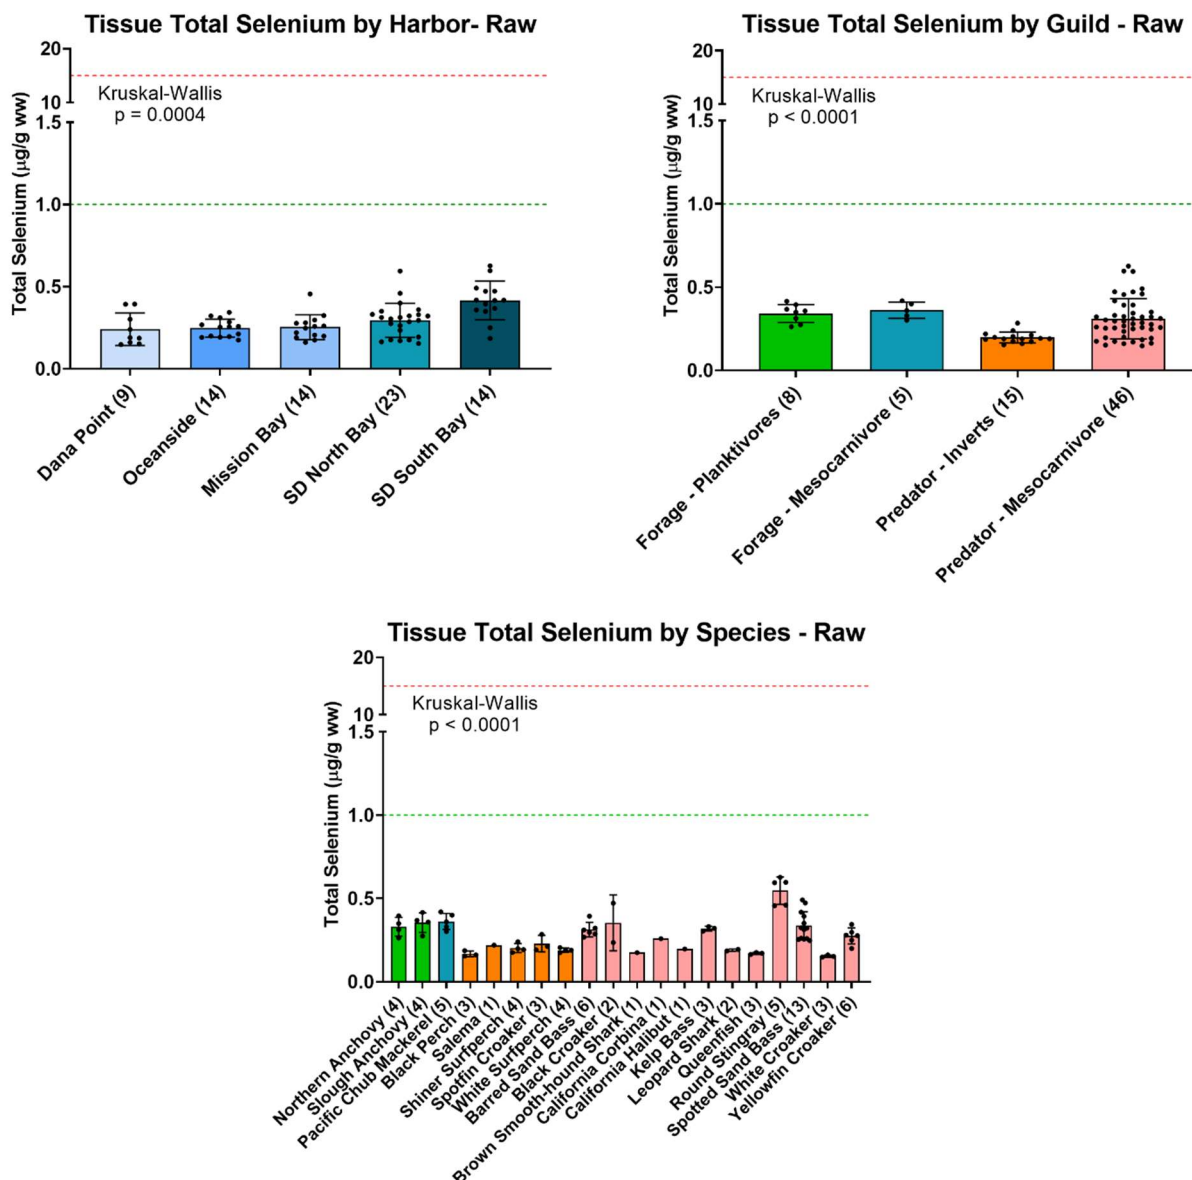 Tissue Total Selenium by Harbor- Raw
Total Selenium (µg/g ww)
20
10
1.5
1.0
0.5
0.0
Kruskal-Wallis
p = 0.0004
Dana Point (9)
Oceanside (14)
Mission Bay (14)
SD North Bay (23)
SD South Bay (14)
Tissue Total Selenium by Guild - Raw
Total Selenium (µg/g ww)
20
10
1.5
1.0
0.5
0.0
Kruskal-Wallis
p < 0.0001
Forage - Planktivores (8)
Forage - Mesocarnivore (5)
Predator - Inverts (15)
Predator - Mesocarnivore (46)
Tissue Total Selenium by Species - Raw
Total Selenium (µg/g ww)
20
10
1.5
1.0
0.5
0.0
Kruskal-Wallis
p < 0.0001
Northern Anchovy (4)
Slough Anchovy (4)
Pacific Chub Mackerel (5)
Black Perch (3)
Salema (1)
Shiner Surfperch (4)
Spotfin Croaker (3)
White Surfperch (4)
Barred Sand Bass (6)
Black Croaker (2)
Brown Smooth-hound Shark (1)
California Corbina (1)
California Halibut (1)
Kelp Bass (3)
Leopard Shark (2)
Queenfish (3)
Round Stingray (5)
Spotted Sand Bass (13)
White Croaker (3)
Yellowfin Croaker (6)